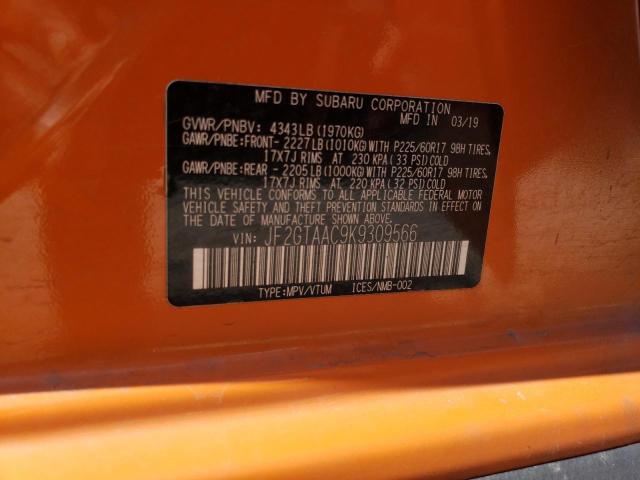 MFD BY SUBARU CORPORATION
MFD IN 03/19
GVWR/PNBV: 4343LB(1970KG)
GAWR/PNBE:FRONT- 2227LB(1010KG)WITH P225/60R17 98H TIRES,
17X7J RIMS AT 230 KPA(33 PSI)COLD
GAWR/PNBE:REAR - 2205LB(1000KG)WITH P225/60R17 98H TIRES,
17X7J RIMS AT 220 KPA(32 PSI)COLD
THIS VEHICLE CONFORMS TO ALL APPLICABLE FEDERAL MOTOR
VEHICLE SAFETY AND THEFT PREVENTION STANDARDS IN EFFECT ON
THE DATE OF MANUFACTURE SHOWN ABOVE.
VIN: JF2GTAAC9K9309566
TYPE:MPV/VTUM ICES/NMB-002